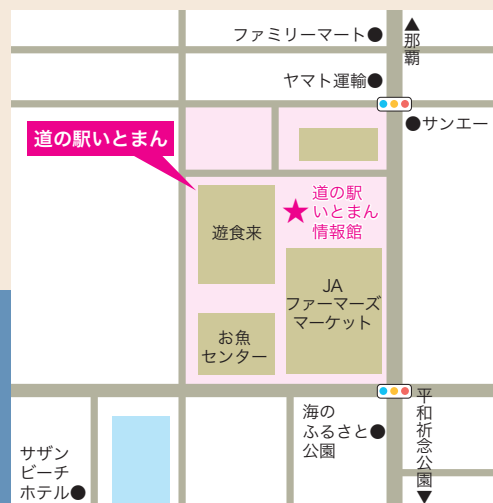 ファミリーマート●
▲那覇
ヤマト運輸●
●サンエー
道の駅いとまん
★
道の駅
いとまん
情報館
遊食来
JA
ファーマーズ
マーケット
お魚
センター
海の
ふるさと●
公園
平和祈念公園▼
サザン
ビーチ
ホテル●